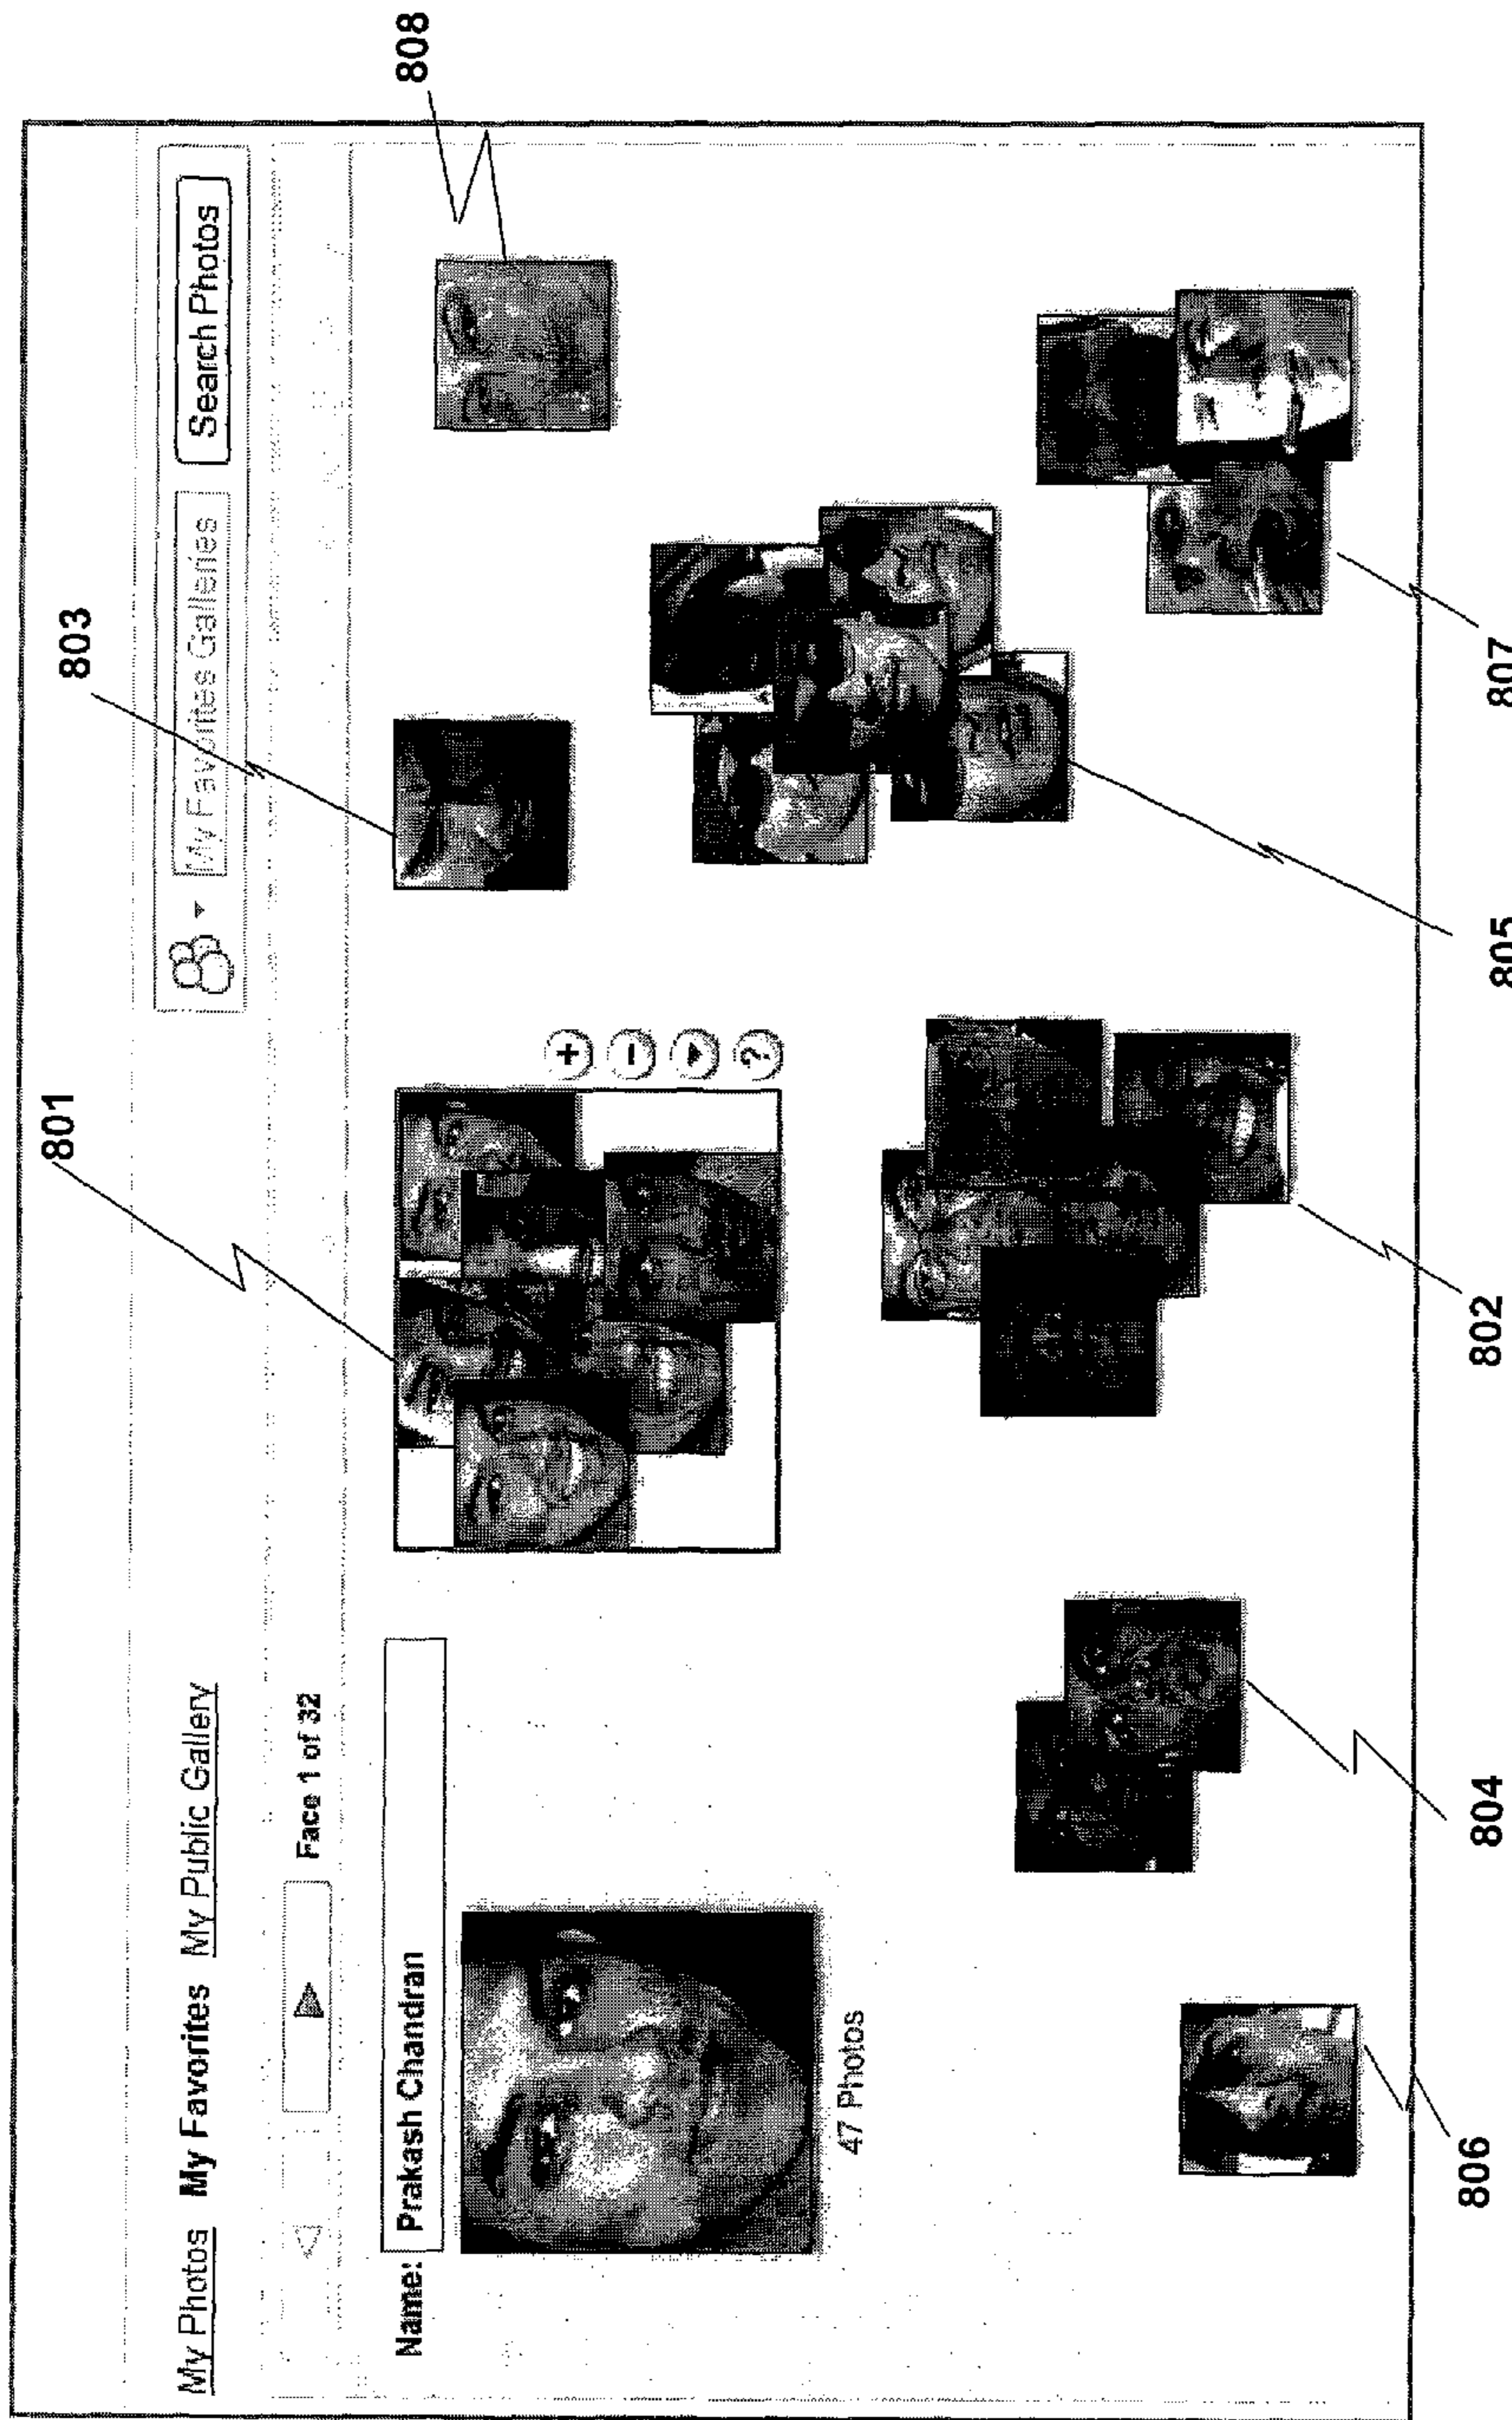 My Photos My Favorites My Public Gallery
My Favorites Galleries Search Photos
Face 1 of 32
Name: Prakash Chandran
47 Photos
+
−
?
801
803
808
806
804
802
805
807